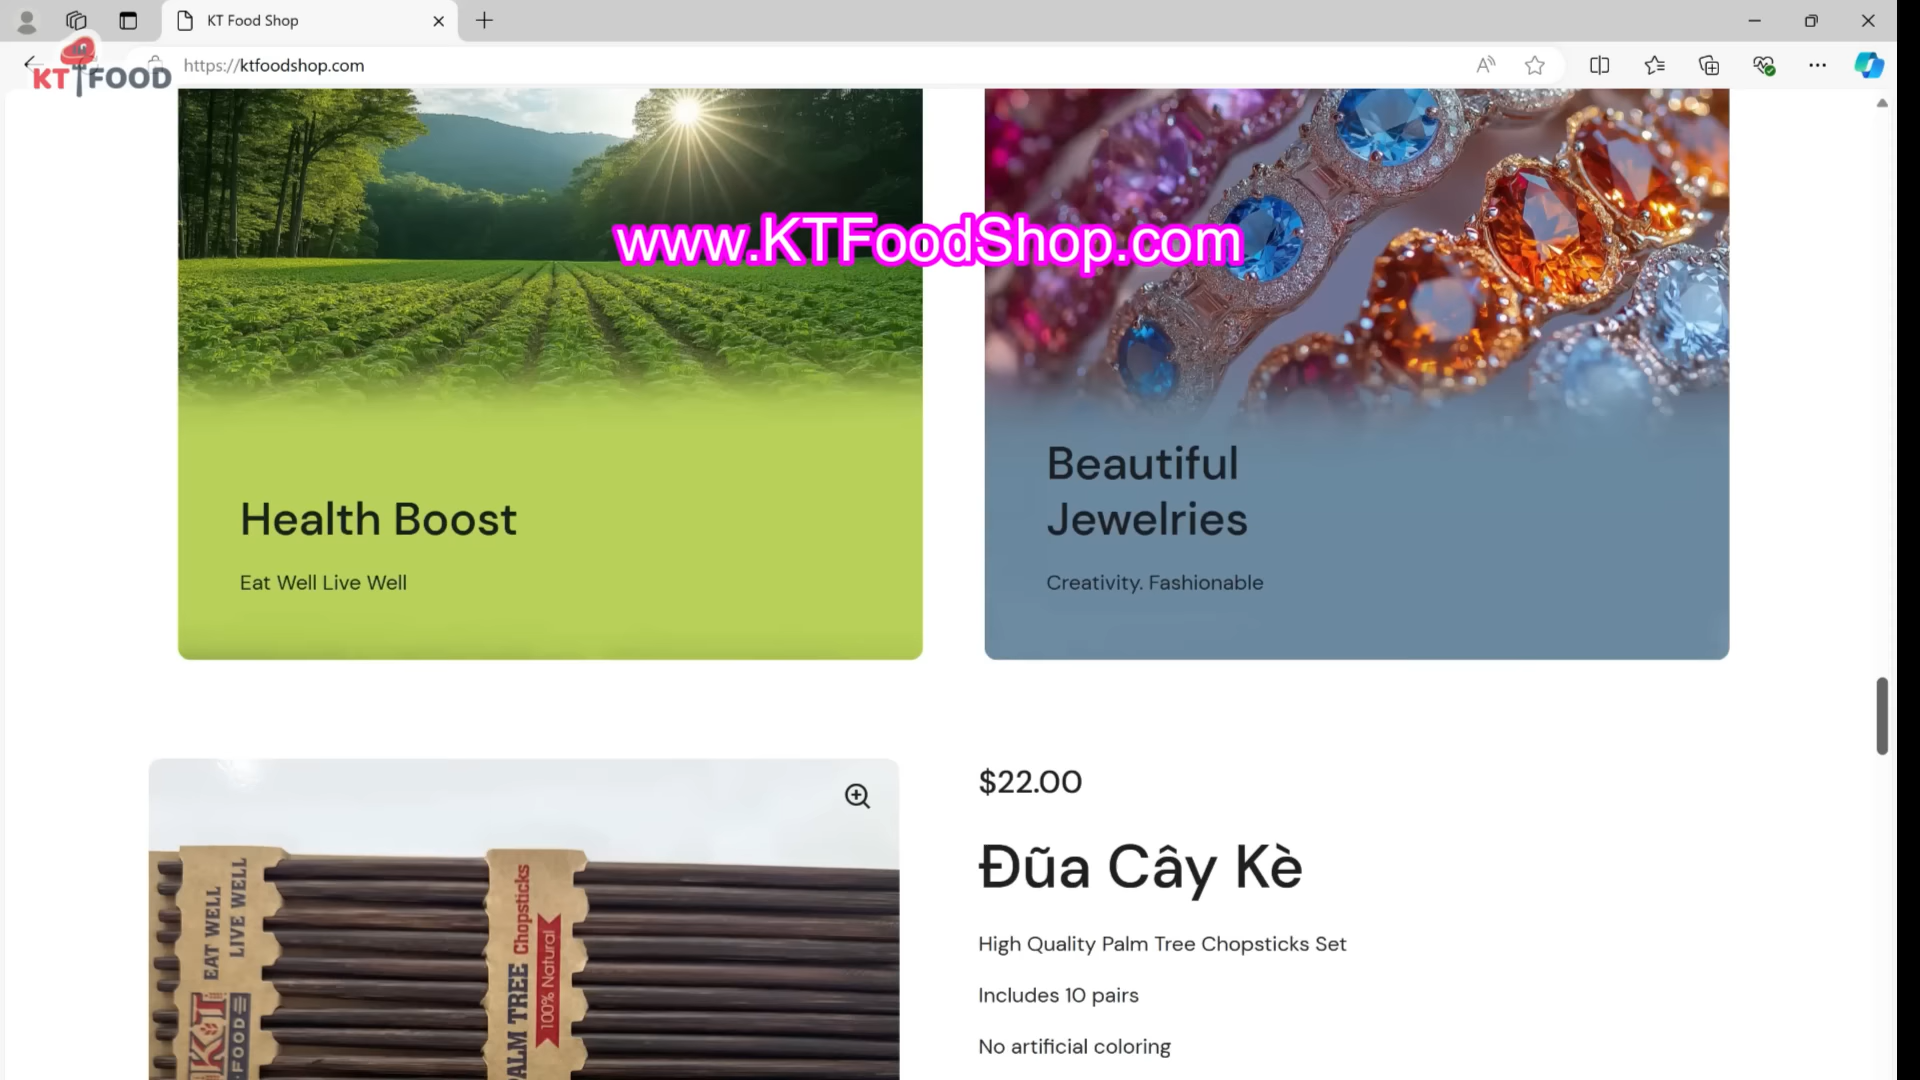 KT Food Shop
https://ktfoodshop.com
KT FOOD
www.KTFoodShop.com
Health Boost
Eat Well Live Well
Beautiful
Jewelries
Creativity. Fashionable
$22.00
Đũa Cây Kè
High Quality Palm Tree Chopsticks Set
Includes 10 pairs
No artificial coloring
EAT WELL
LIVE WELL
KT
FOOD
PALM TREE Chopsticks
100% Natural